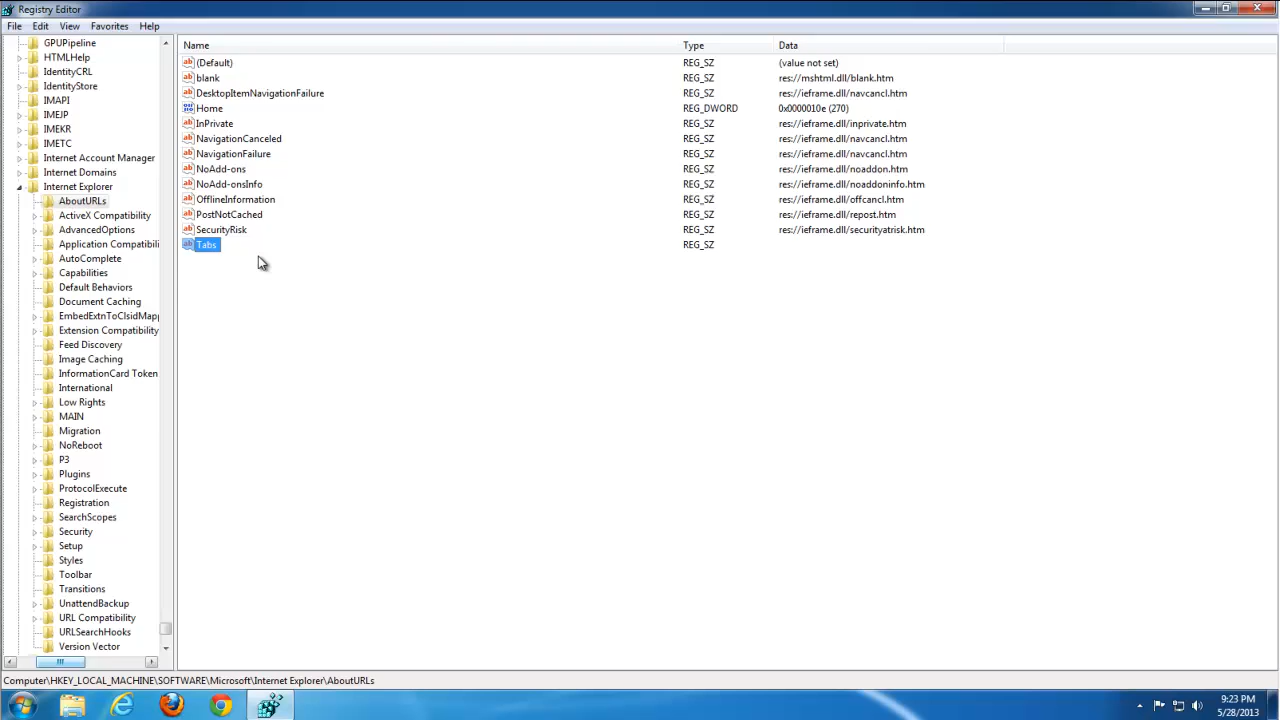 Registry Editor
File Edit View Favorites Help
GPUPipeline
HTMLHelp
IdentityCRL
IdentityStore
IMAPI
IMEJP
IMEKR
IMETC
Internet Account Manager
Internet Domains
Internet Explorer
AboutURLs
ActiveX Compatibility
AdvancedOptions
Application Compatibili
AutoComplete
Capabilities
Default Behaviors
Document Caching
EmbedExtnToClsidMapp
Extension Compatibility
Feed Discovery
Image Caching
InformationCard Token
International
Low Rights
MAIN
Migration
NoReboot
P3
Plugins
ProtocolExecute
Registration
SearchScopes
Security
Setup
Styles
Toolbar
Transitions
UnattendBackup
URL Compatibility
URLSearchHooks
Version Vector
Name Type Data
(Default) REG_SZ (value not set)
blank REG_SZ res://mshtml.dll/blank.htm
DesktopItemNavigationFailure REG_SZ res://ieframe.dll/navcancl.htm
Home REG_DWORD 0x0000010e (270)
InPrivate REG_SZ res://ieframe.dll/inprivate.htm
NavigationCanceled REG_SZ res://ieframe.dll/navcancl.htm
NavigationFailure REG_SZ res://ieframe.dll/navcancl.htm
NoAdd-ons REG_SZ res://ieframe.dll/noaddon.htm
NoAdd-onsInfo REG_SZ res://ieframe.dll/noaddoninfo.htm
OfflineInformation REG_SZ res://ieframe.dll/offcancl.htm
PostNotCached REG_SZ res://ieframe.dll/repost.htm
SecurityRisk REG_SZ res://ieframe.dll/securityatrisk.htm
Tabs REG_SZ
Computer\HKEY_LOCAL_MACHINE\SOFTWARE\Microsoft\Internet Explorer\AboutURLs
9:23 PM
5/28/2013